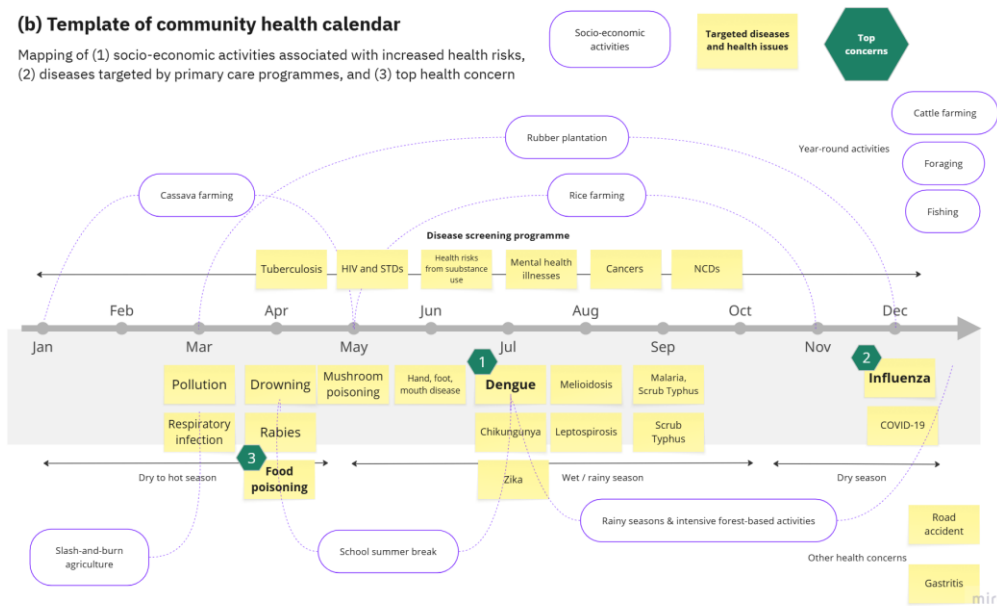 (b) Template of community health calendar
Mapping of (1) socio-economic activities associated with increased health risks,
(2) diseases targeted by primary care programmes, and (3) top health concern
Socio-economic
activities
Targeted diseases
and health issues
Top
concerns
Cattle farming
Rubber plantation
Year-round activities
Foraging
Cassava farming
Rice farming
Fishing
Disease screening programme
Tuberculosis
HIV and STDs
Health risks
from suubstance
use
Mental health
illnesses
Cancers
NCDs
Feb
Apr
Jun
Aug
Oct
Dec
Jan
Mar
May
Jul
Sep
Nov
1
2
Pollution
Drowning
Mushroom
poisoning
Hand, foot,
mouth disease
Dengue
Melioidosis
Malaria,
Scrub Typhus
Influenza
Respiratory
infection
Rabies
Chikungunya
Leptospirosis
Scrub
Typhus
COVID-19
3
Food
poisoning
Dry to hot season
Zika
Wet / rainy season
Dry season
Rainy seasons & intensive forest-based activities
Road
accident
Slash-and-burn
agriculture
School summer break
Other health concerns
Gastritis
mir